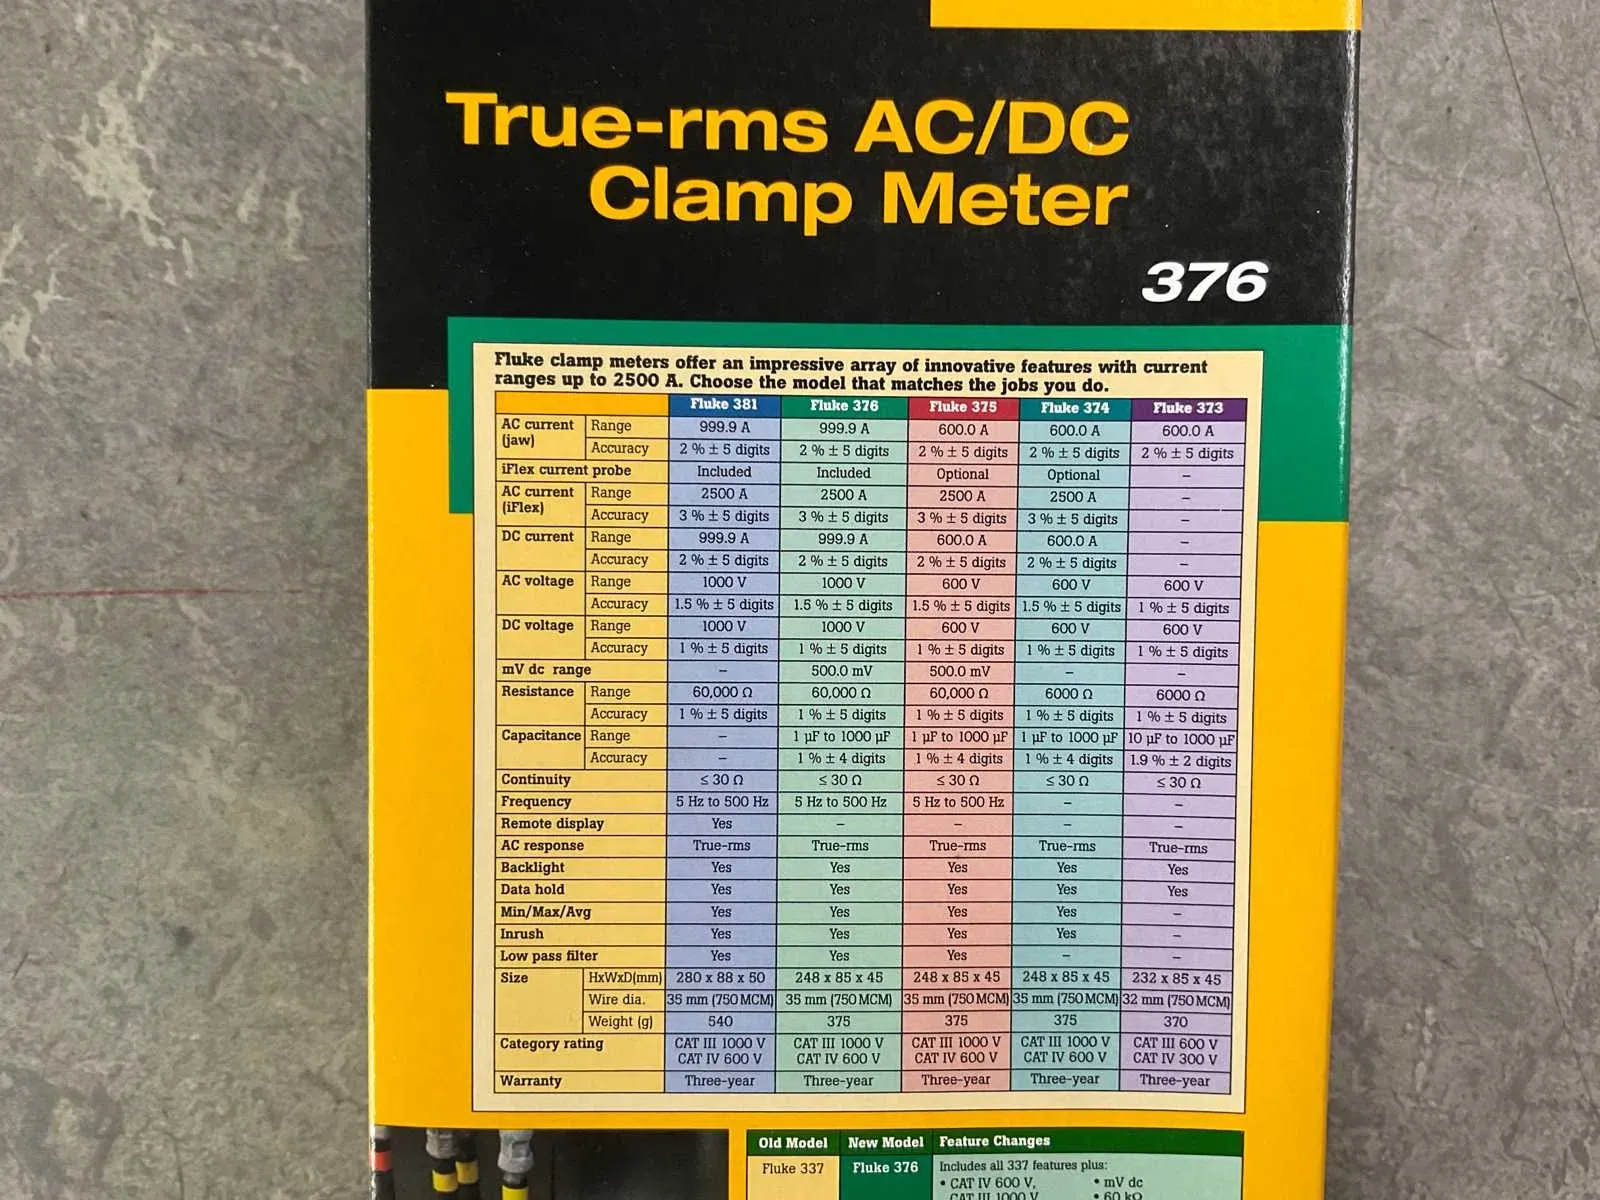 True-rms AC/DC
Clamp Meter
376
Fluke clamp meters offer an impressive array of innovative features with current
ranges up to 2500 A. Choose the model that matches the jobs you do.
Fluke 381 Fluke 376 Fluke 375 Fluke 374 Fluke 373
AC current (jaw) Range 999.9 A 999.9 A 600.0 A 600.0 A 600.0 A
Accuracy 2 % ± 5 digits 2 % ± 5 digits 2 % ± 5 digits 2 % ± 5 digits 2 % ± 5 digits
iFlex current probe Included Included Optional Optional –
AC current (iFlex) Range 2500 A 2500 A 2500 A 2500 A –
Accuracy 3 % ± 5 digits 3 % ± 5 digits 3 % ± 5 digits 3 % ± 5 digits –
DC current Range 999.9 A 999.9 A 600.0 A 600.0 A –
Accuracy 2 % ± 5 digits 2 % ± 5 digits 2 % ± 5 digits 2 % ± 5 digits –
AC voltage Range 1000 V 1000 V 600 V 600 V 600 V
Accuracy 1.5 % ± 5 digits 1.5 % ± 5 digits 1.5 % ± 5 digits 1.5 % ± 5 digits 1 % ± 5 digits
DC voltage Range 1000 V 1000 V 600 V 600 V 600 V
Accuracy 1 % ± 5 digits 1 % ± 5 digits 1 % ± 5 digits 1 % ± 5 digits 1 % ± 5 digits
mV dc range – 500.0 mV 500.0 mV – –
Resistance Range 60,000 Ω 60,000 Ω 60,000 Ω 6000 Ω 6000 Ω
Accuracy 1 % ± 5 digits 1 % ± 5 digits 1 % ± 5 digits 1 % ± 5 digits 1 % ± 5 digits
Capacitance Range – 1 µF to 1000 µF 1 µF to 1000 µF 1 µF to 1000 µF 10 µF to 1000 µF
Accuracy – 1 % ± 4 digits 1 % ± 4 digits 1 % ± 4 digits 1.9 % ± 2 digits
Continuity ≤ 30 Ω ≤ 30 Ω ≤ 30 Ω ≤ 30 Ω ≤ 30 Ω
Frequency 5 Hz to 500 Hz 5 Hz to 500 Hz 5 Hz to 500 Hz – –
Remote display Yes – – – –
AC response True-rms True-rms True-rms True-rms True-rms
Backlight Yes Yes Yes Yes Yes
Data hold Yes Yes Yes Yes Yes
Min/Max/Avg Yes Yes Yes Yes –
Inrush Yes Yes Yes Yes –
Low pass filter Yes Yes Yes – –
Size HxWxD(mm) 280 x 88 x 50 248 x 85 x 45 248 x 85 x 45 248 x 85 x 45 232 x 85 x 45
Wire dia. 35 mm (750 MCM) 35 mm (750 MCM) 35 mm (750 MCM) 35 mm (750 MCM) 32 mm (750 MCM)
Weight (g) 540 375 375 375 370
Category rating CAT III 1000 V CAT III 1000 V CAT III 1000 V CAT III 1000 V CAT III 600 V
CAT IV 600 V CAT IV 600 V CAT IV 600 V CAT IV 600 V CAT IV 300 V
Warranty Three-year Three-year Three-year Three-year Three-year
Old Model New Model Feature Changes
Fluke 337 Fluke 376 Includes all 337 features plus:
• CAT IV 600 V, • mV dc
CAT III 1000 V • 60 kΩ